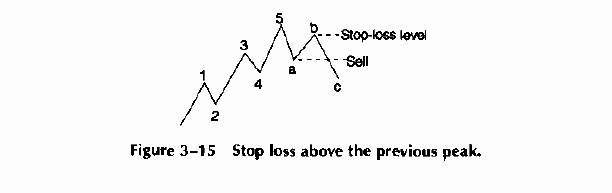 5
b
Stop-loss level
3
1
a
Sell
4
c
2
Figure 3-15 Stop loss above the previous peak.